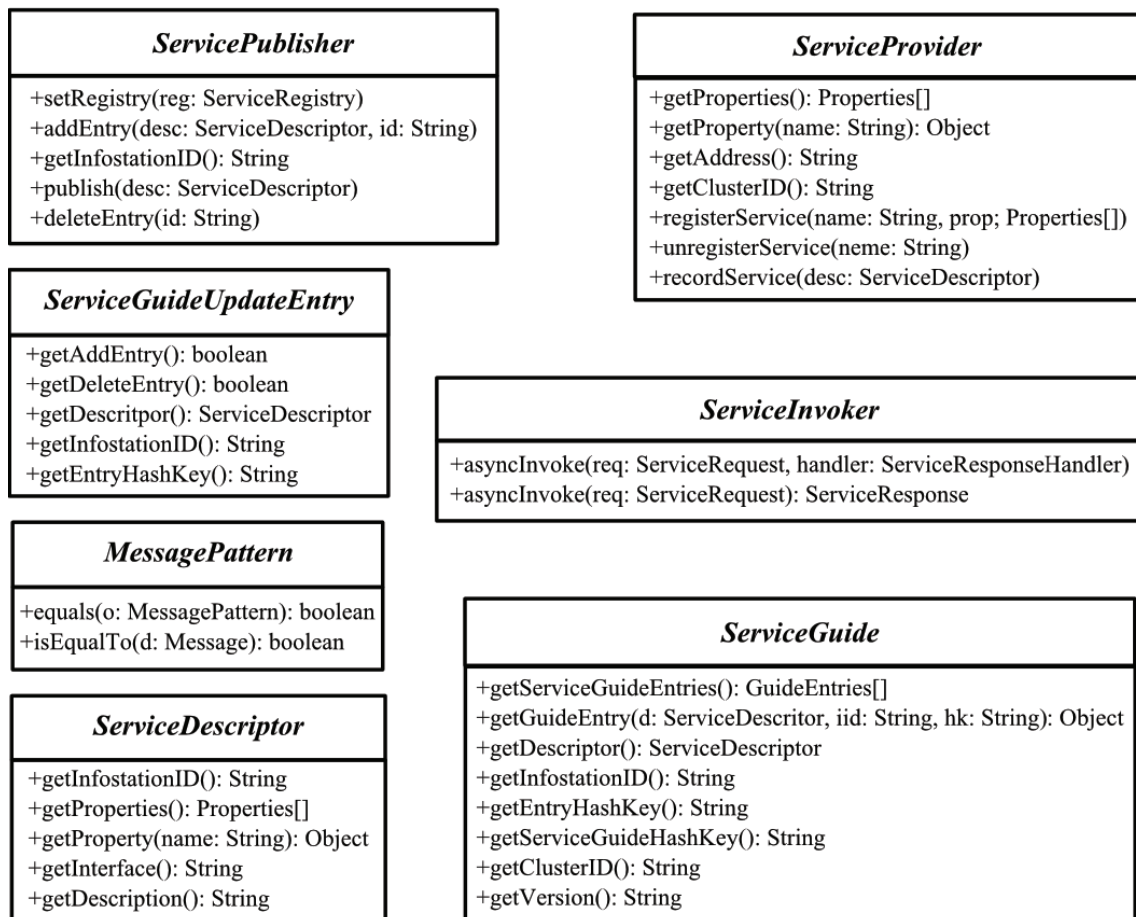 ServicePublisher
+setRegistry(reg: ServiceRegistry)
+addEntry(desc: ServiceDescriptor, id: String)
+getInfostationID(): String
+publish(desc: ServiceDescriptor)
+deleteEntry(id: String)
ServiceProvider
+getProperties(): Properties[]
+getProperty(name: String): Object
+getAddress(): String
+getClusterID(): String
+registerService(name: String, prop; Properties[])
+unregisterService(neme: String)
+recordService(desc: ServiceDescriptor)
ServiceGuideUpdateEntry
+getAddEntry(): boolean
+getDeleteEntry(): boolean
+getDescritpor(): ServiceDescriptor
+getInfostationID(): String
+getEntryHashKey(): String
ServiceInvoker
+asyncInvoke(req: ServiceRequest, handler: ServiceResponseHandler)
+asyncInvoke(req: ServiceRequest): ServiceResponse
MessagePattern
+equals(o: MessagePattern): boolean
+isEqualTo(d: Message): boolean
ServiceGuide
+getServiceGuideEntries(): GuideEntries[]
+getGuideEntry(d: ServiceDescritor, iid: String, hk: String): Object
+getDescriptor(): ServiceDescriptor
+getInfostationID(): String
+getEntryHashKey(): String
+getServiceGuideHashKey(): String
+getClusterID(): String
+getVersion(): String
ServiceDescriptor
+getInfostationID(): String
+getProperties(): Properties[]
+getProperty(name: String): Object
+getInterface(): String
+getDescription(): String